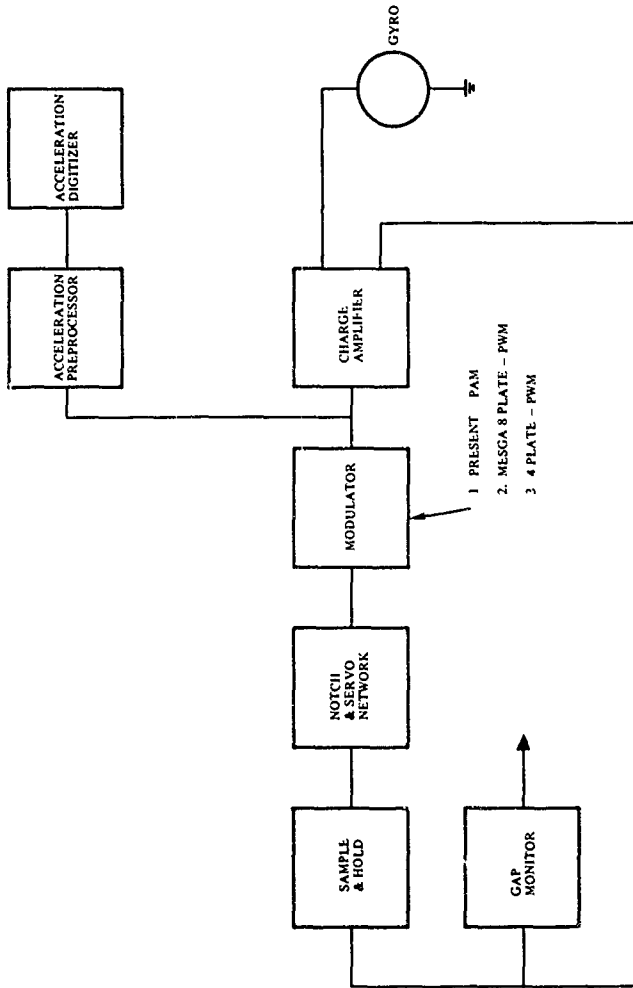 ACCELERATION
DIGITIZER
ACCELERATION
PREPROCESSOR
GYRO
CHARGE
AMPLIFIER
MODULATOR
1 PRESENT PAM
2. MESGA 8 PLATE – PWM
3 4 PLATE – PWM
NOTCH
& SERVO
NETWORK
SAMPLE
& HOLD
GAP
MONITOR